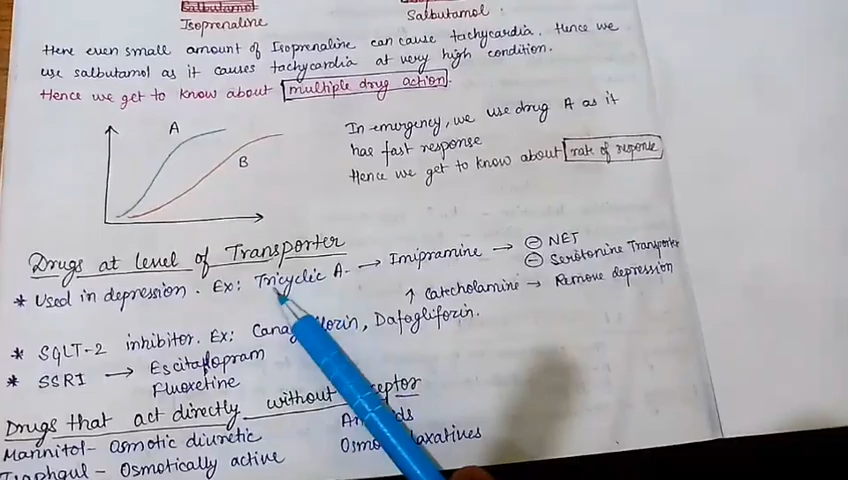 Salbutamol
Isoprenaline
Salbutamol.
Here even small amount of Isoprenaline can cause tachycardia. Hence we
use salbutamol as it causes tachycardia at very high condition.
Hence we get to know about multiple drug action.
A
B
In emergency, we use drug A as it
has fast response
Hence we get to know about rate of response
Drugs at level of Transporter
* Used in depression. Ex: Tricyclic A. → Imipramine → ⊖ NET
⊖ Serotonine Transporter
↑ Catecholamine → Remove depression
* SGLT-2 inhibitor. Ex: , Dafagliforin.
* SSRI → Escitaflopram
Fluoxetine
Drugs that act directly without
Mannitol - Osmotic diuretic
- Osmotically active